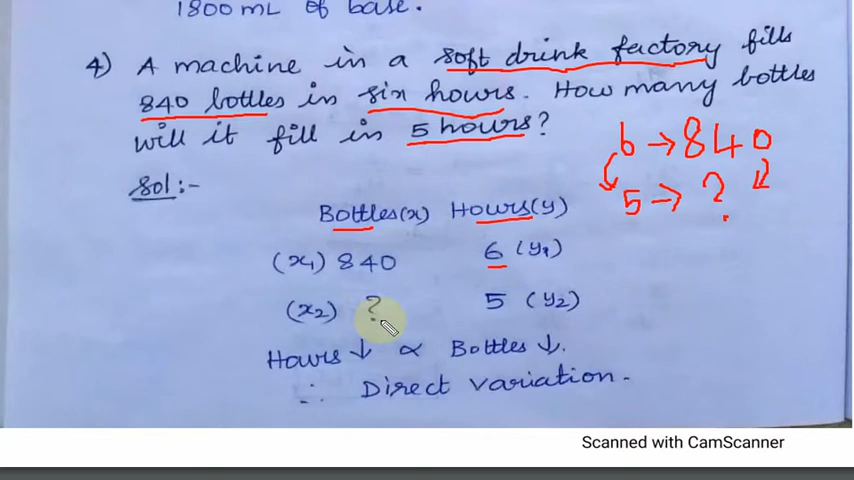 1800 mL of base.
4) A machine in a soft drink factory fills
840 bottles in six hours. How many bottles
will it fill in 5 hours?
6 → 840
5 → ?
Sol:-
Bottles(x) Hours(y)
(x1) 840 6 (y1)
(x2) ? 5 (y2)
Hours ↓ ∝ Bottles ↓.
∴ Direct Variation.
Scanned with CamScanner